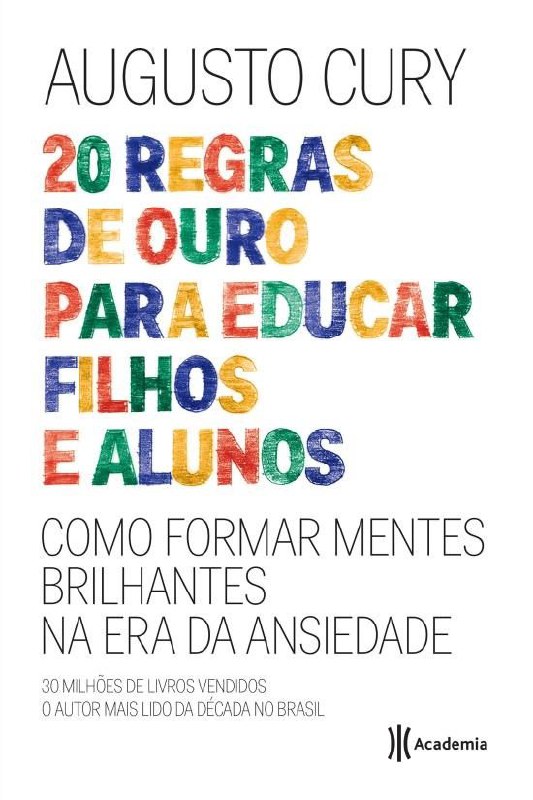 AUGUSTO CURY
20 REGRAS
DE OURO
PARA EDUCAR
FILHOS
E ALUNOS
COMO FORMAR MENTES
BRILHANTES
NA ERA DA ANSIEDADE
30 MILHÕES DE LIVROS VENDIDOS
O AUTOR MAIS LIDO DA DÉCADA NO BRASIL
Academia